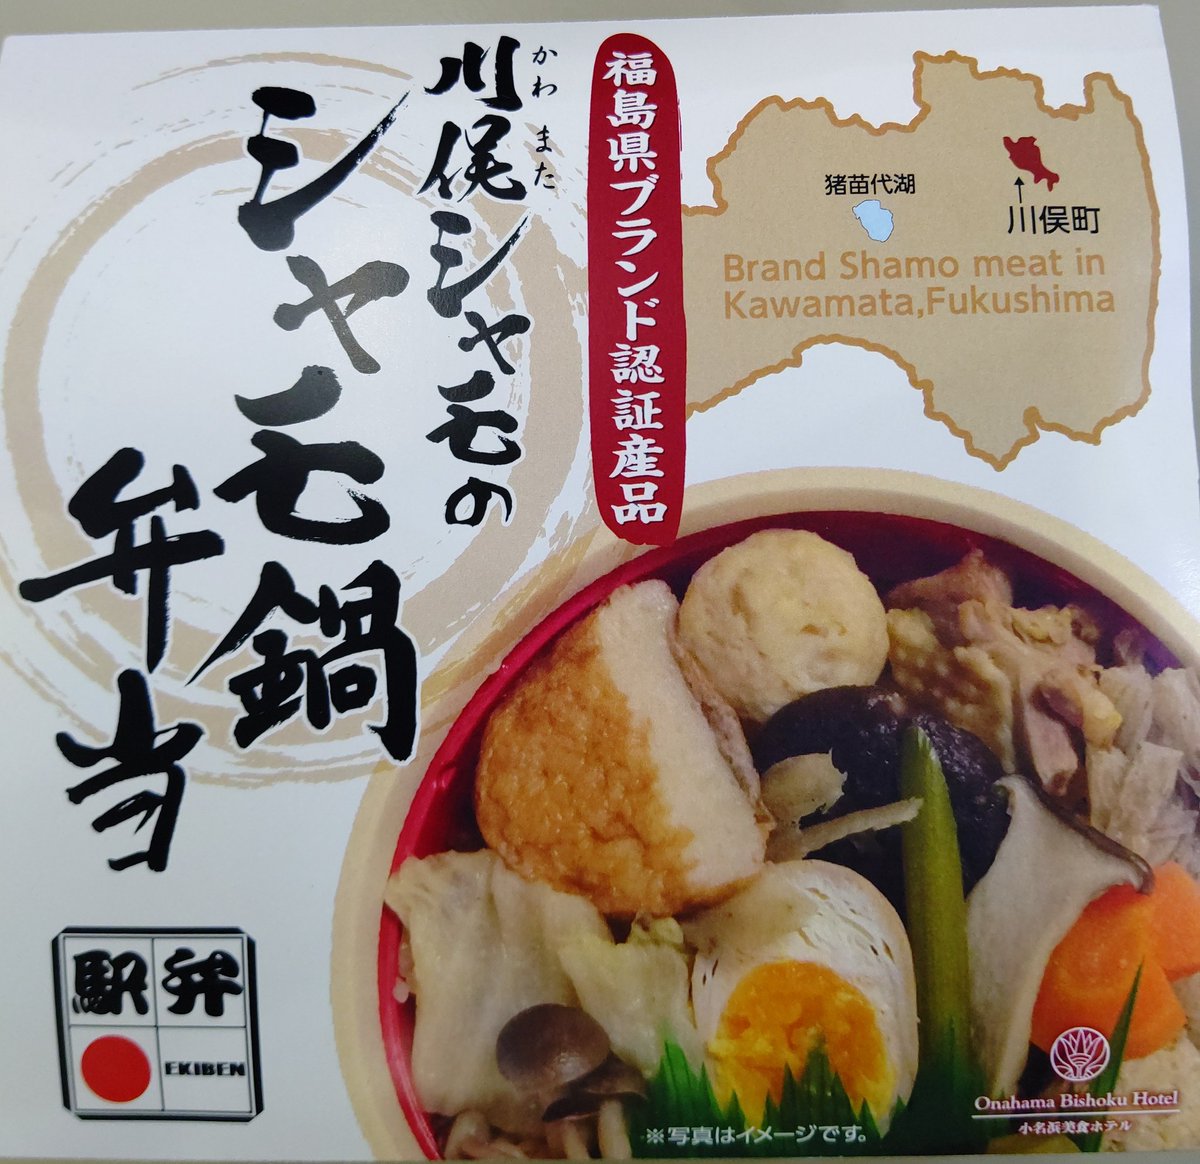 福島県ブランド認証産品
かわまた
川俣シャモの
シャモ鍋
弁当
猪苗代湖
川俣町
Brand Shamo meat in
Kawamata,Fukushima
駅弁
EKIBEN
※写真はイメージです。
Onahama Bishoku Hotel
小名浜美食ホテル